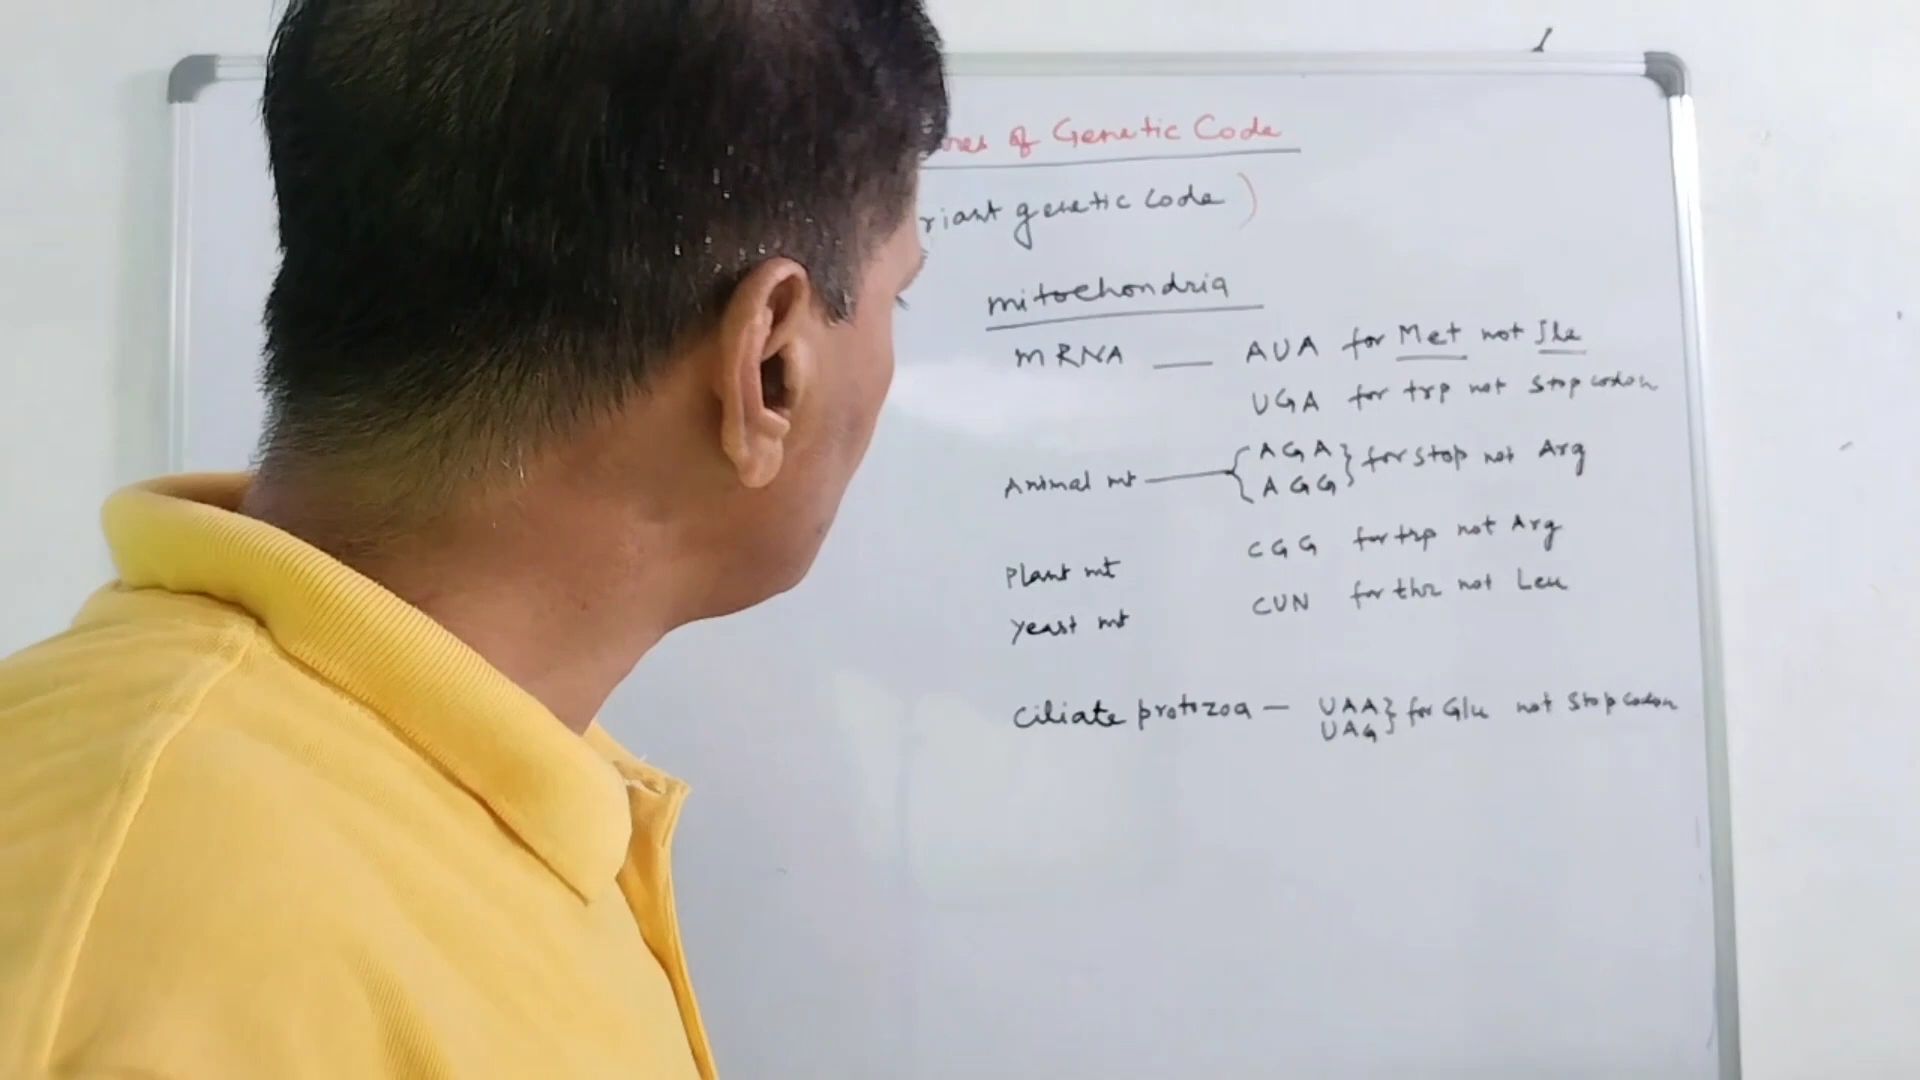 of Genetic Code
genetic code )
mitochondria
mRNA — AUA for Met not Ile
UGA for trp not stop codon
Animal mt — { AGA } for stop not Arg
AGG
Plant mt CGG for trp not Arg
Yeast mt CUN for thr not Leu
Ciliate protozoa — UAA } for Glu not stop codon
UAG